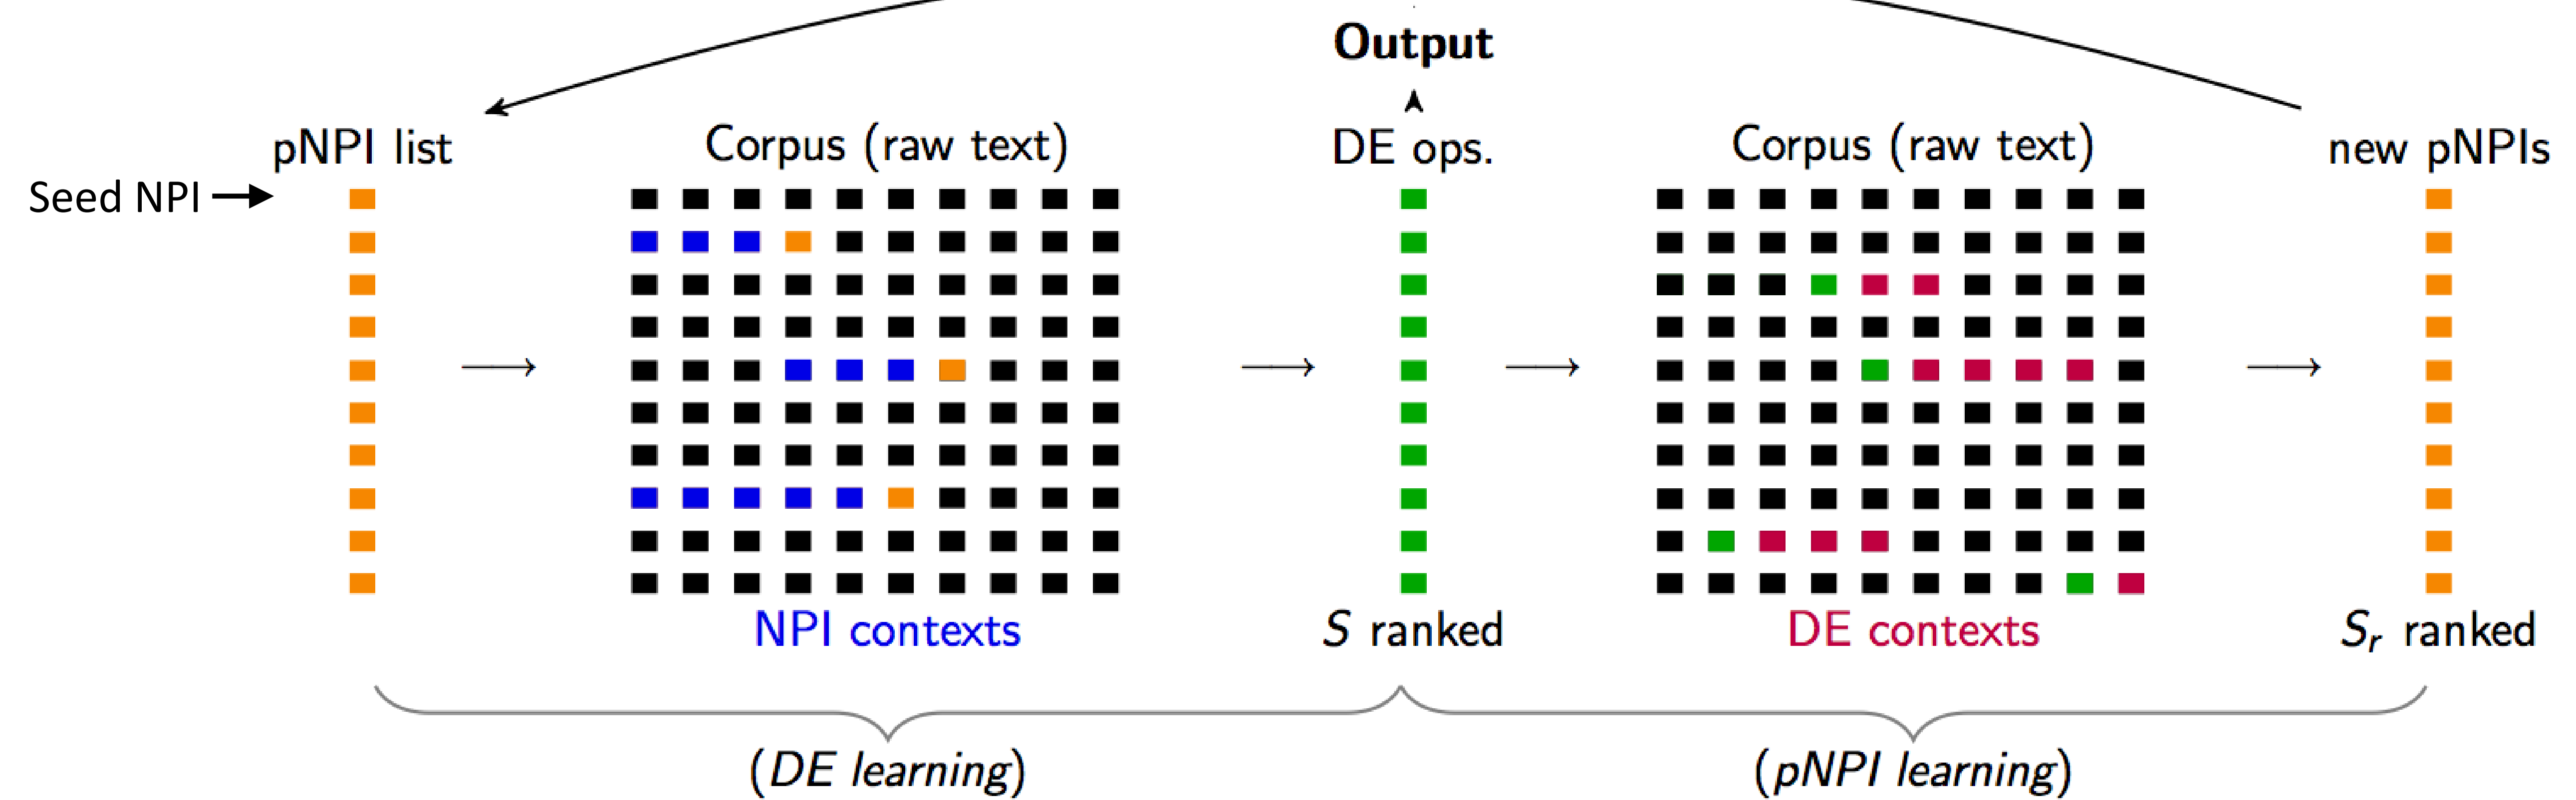 Output
pNPI list
Corpus (raw text)
DE ops.
Corpus (raw text)
new pNPIs
Seed NPI
NPI contexts
S ranked
DE contexts
Sr ranked
(DE learning)
(pNPI learning)